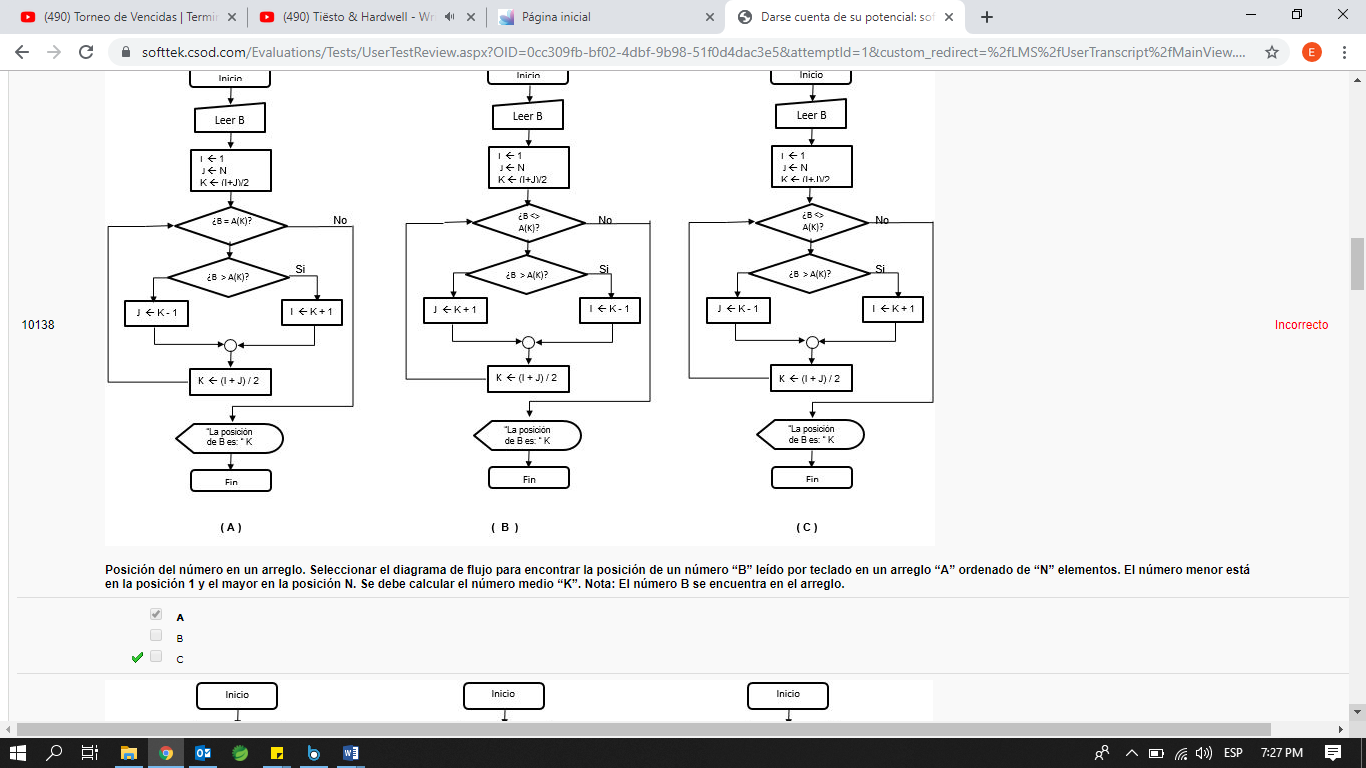 (490) Torneo de Vencidas | Termi
(490) Tiësto & Hardwell - Wr
Página inicial
Darse cuenta de su potencial: sof
softtek.csod.com/Evaluations/Tests/UserTestReview.aspx?OID=0cc309fb-bf02-4dbf-9b98-51f0d4dac3e5&attemptId=1&custom_redirect=%2fLMS%2fUserTranscript%2fMainView....
E
Inicio
Leer B
I ← 1
J ← N
K ← (I+J)/2
¿B = A(K)?
No
¿B > A(K)?
Si
J ← K - 1
I ← K + 1
K ← (I + J) / 2
"La posición
de B es: " K
Fin
( A )
Inicio
Leer B
I ← 1
J ← N
K ← (I+J)/2
¿B <>
A(K)?
No
¿B > A(K)?
Si
J ← K + 1
I ← K - 1
K ← (I + J) / 2
"La posición
de B es: " K
Fin
( B )
Inicio
Leer B
I ← 1
J ← N
K ← (I+J)/2
¿B <>
A(K)?
No
¿B > A(K)?
Si
J ← K - 1
I ← K + 1
K ← (I + J) / 2
"La posición
de B es: " K
Fin
( C )
10138
Incorrecto
Posición del número en un arreglo. Seleccionar el diagrama de flujo para encontrar la posición de un número “B” leído por teclado en un arreglo “A” ordenado de “N” elementos. El número menor está
en la posición 1 y el mayor en la posición N. Se debe calcular el número medio “K”. Nota: El número B se encuentra en el arreglo.
A
B
C
Inicio
Inicio
Inicio
ESP
7:27 PM